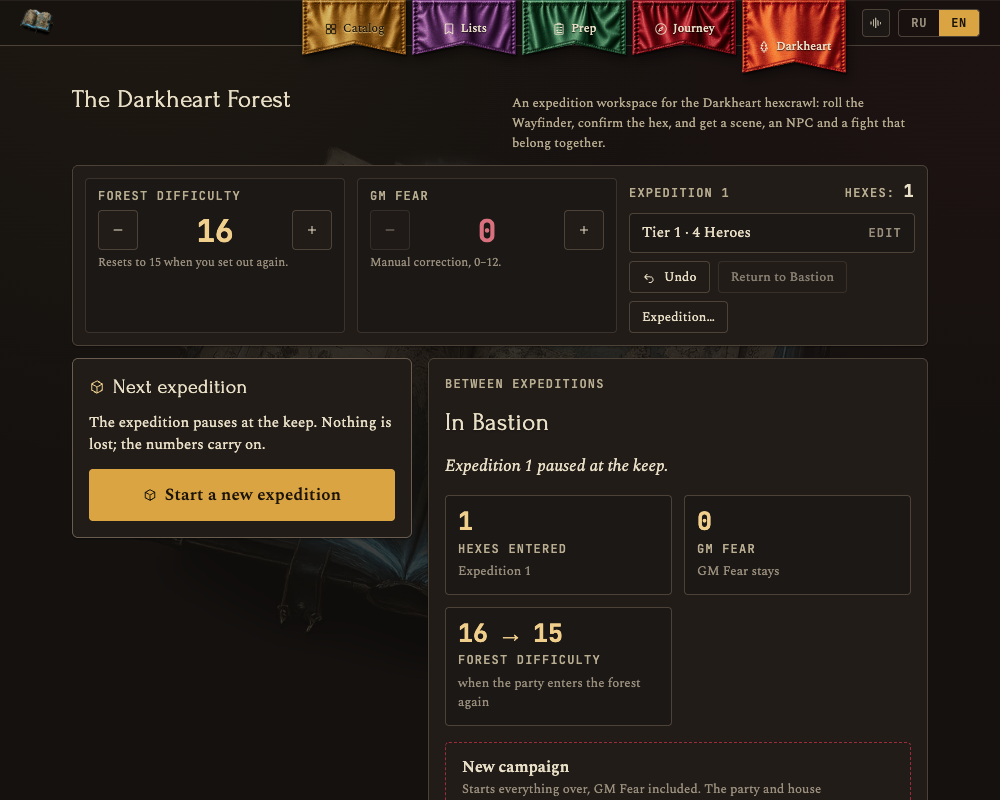 Catalog
Lists
Prep
Journey
Darkheart
RU
EN
The Darkheart Forest
An expedition workspace for the Darkheart hexcrawl: roll the
Wayfinder, confirm the hex, and get a scene, an NPC and a fight that
belong together.
FOREST DIFFICULTY
− 16 +
Resets to 15 when you set out again.
GM FEAR
− 0 +
Manual correction, 0–12.
EXPEDITION 1
HEXES: 1
Tier 1 · 4 Heroes
EDIT
Undo
Return to Bastion
Expedition…
Next expedition
The expedition pauses at the keep. Nothing is
lost; the numbers carry on.
Start a new expedition
BETWEEN EXPEDITIONS
In Bastion
Expedition 1 paused at the keep.
1
HEXES ENTERED
Expedition 1
0
GM FEAR
GM Fear stays
16 → 15
FOREST DIFFICULTY
when the party enters the forest
again
New campaign
Starts everything over, GM Fear included. The party and house